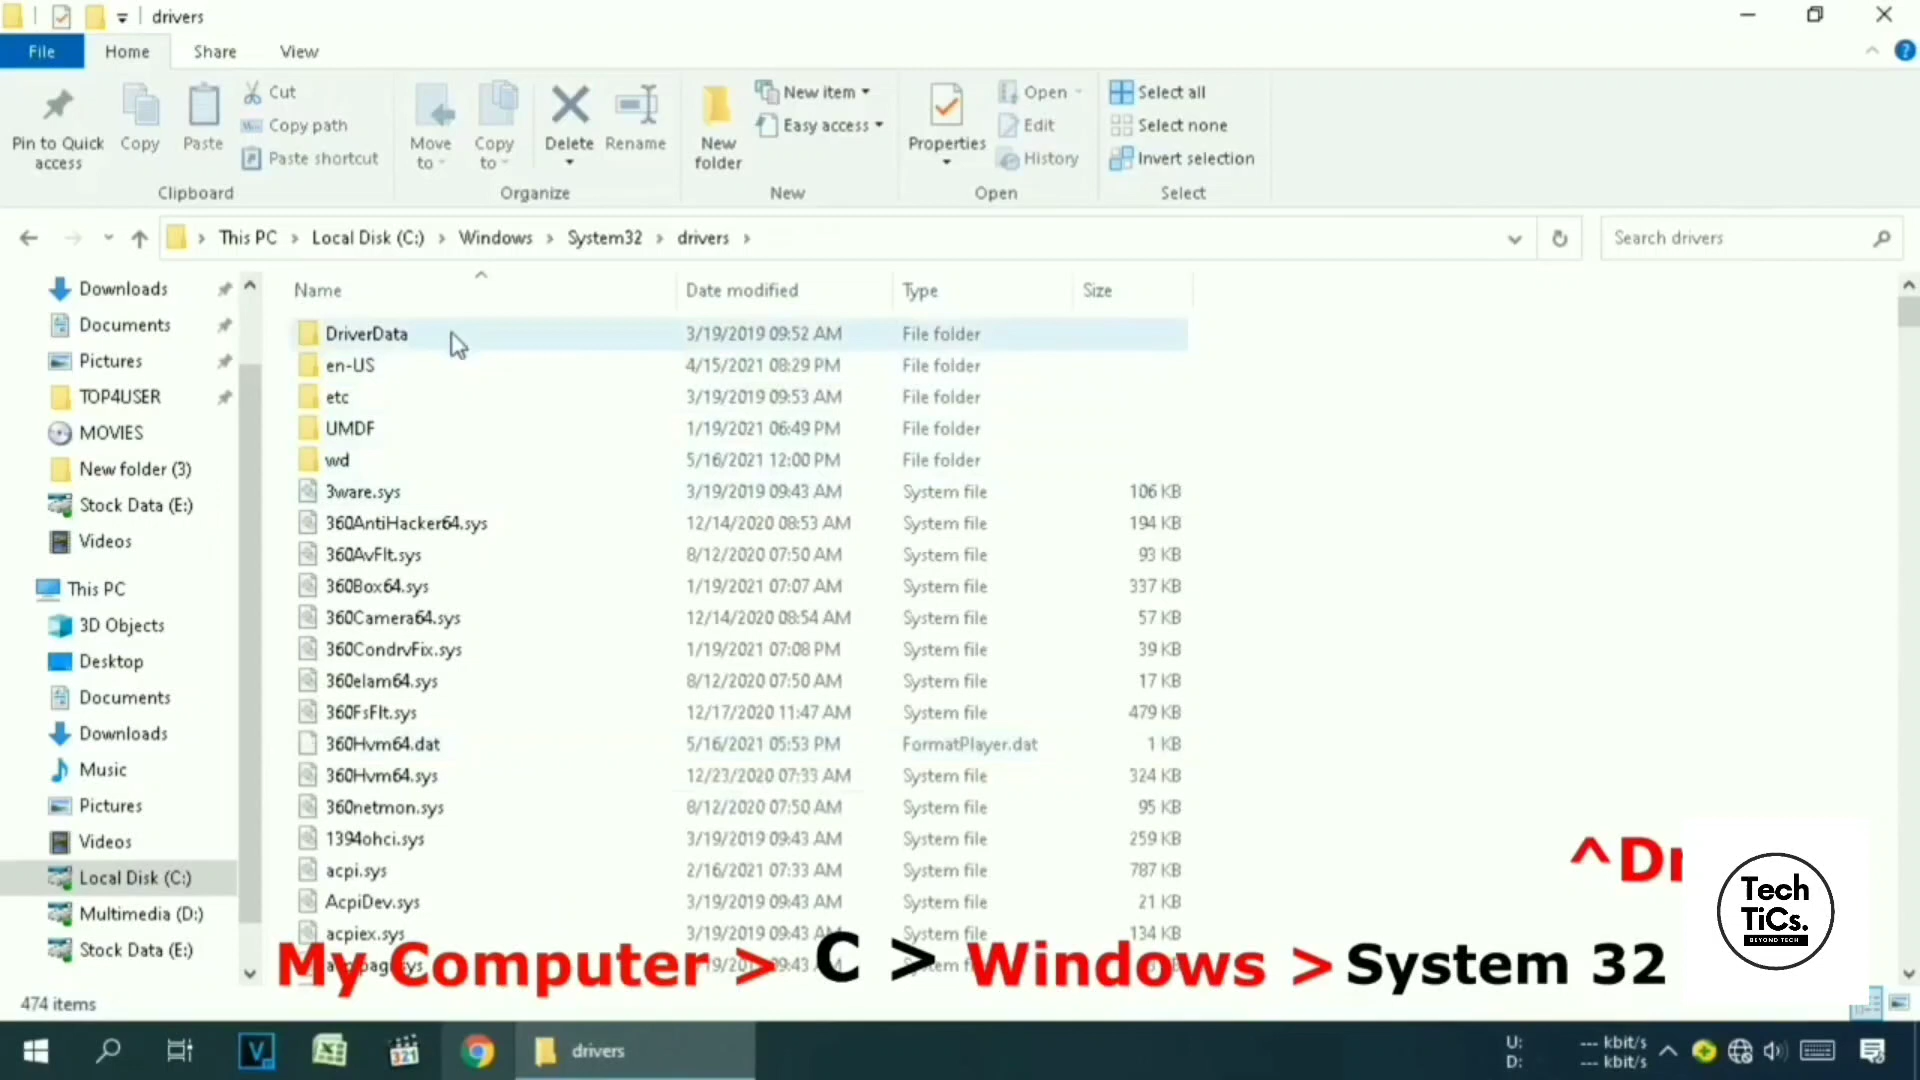 drivers
File Home Share View
Pin to Quick access
Copy
Paste
Cut
Copy path
Paste shortcut
Clipboard
Move to
Copy to
Delete
Rename
Organize
New folder
New item
Easy access
New
Properties
Open
Edit
History
Open
Select all
Select none
Invert selection
Select
This PC > Local Disk (C:) > Windows > System32 > drivers >
Search drivers
Downloads
Documents
Pictures
TOP4USER
MOVIES
New folder (3)
Stock Data (E:)
Videos
This PC
3D Objects
Desktop
Documents
Downloads
Music
Pictures
Videos
Local Disk (C:)
Multimedia (D:)
Stock Data (E:)
Name Date modified Type Size
DriverData 3/19/2019 09:52 AM File folder
en-US 4/15/2021 08:29 PM File folder
etc 3/19/2019 09:53 AM File folder
UMDF 1/19/2021 06:49 PM File folder
wd 5/16/2021 12:00 PM File folder
3ware.sys 3/19/2019 09:43 AM System file 106 KB
360AntiHacker64.sys 12/14/2020 08:53 AM System file 194 KB
360AvFlt.sys 8/12/2020 07:50 AM System file 93 KB
360Box64.sys 1/19/2021 07:07 AM System file 337 KB
360Camera64.sys 12/14/2020 08:54 AM System file 57 KB
360CondrvFix.sys 1/19/2021 07:08 PM System file 39 KB
360elam64.sys 8/12/2020 07:50 AM System file 17 KB
360FsFlt.sys 12/17/2020 11:47 AM System file 479 KB
360Hvm64.dat 5/16/2021 05:53 PM FormatPlayer.dat 1 KB
360Hvm64.sys 12/23/2020 07:33 AM System file 324 KB
360netmon.sys 8/12/2020 07:50 AM System file 95 KB
1394ohci.sys 3/19/2019 09:43 AM System file 259 KB
acpi.sys 2/16/2021 07:33 AM System file 787 KB
AcpiDev.sys 3/19/2019 09:43 AM System file 21 KB
acpiex.sys 3/19/2019 09:43 AM System file 134 KB
^Dr
My Computer > C > Windows > System 32
Tech
TiCs.
BEYOND TECH
474 items
drivers
U: --- kbit/s
D: --- kbit/s